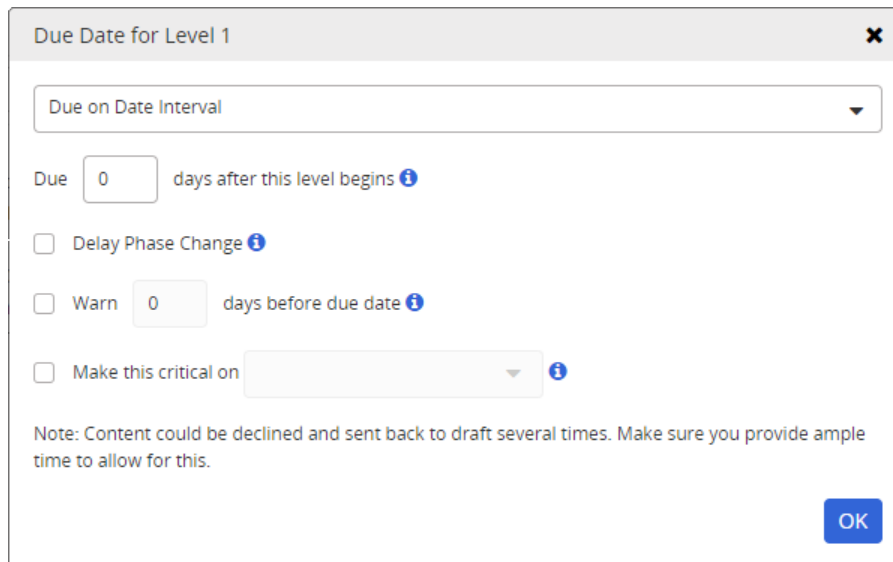 Due Date for Level 1
Due on Date Interval
Due 0 days after this level begins
Delay Phase Change
Warn 0 days before due date
Make this critical on
Note: Content could be declined and sent back to draft several times. Make sure you provide ample
time to allow for this.
OK